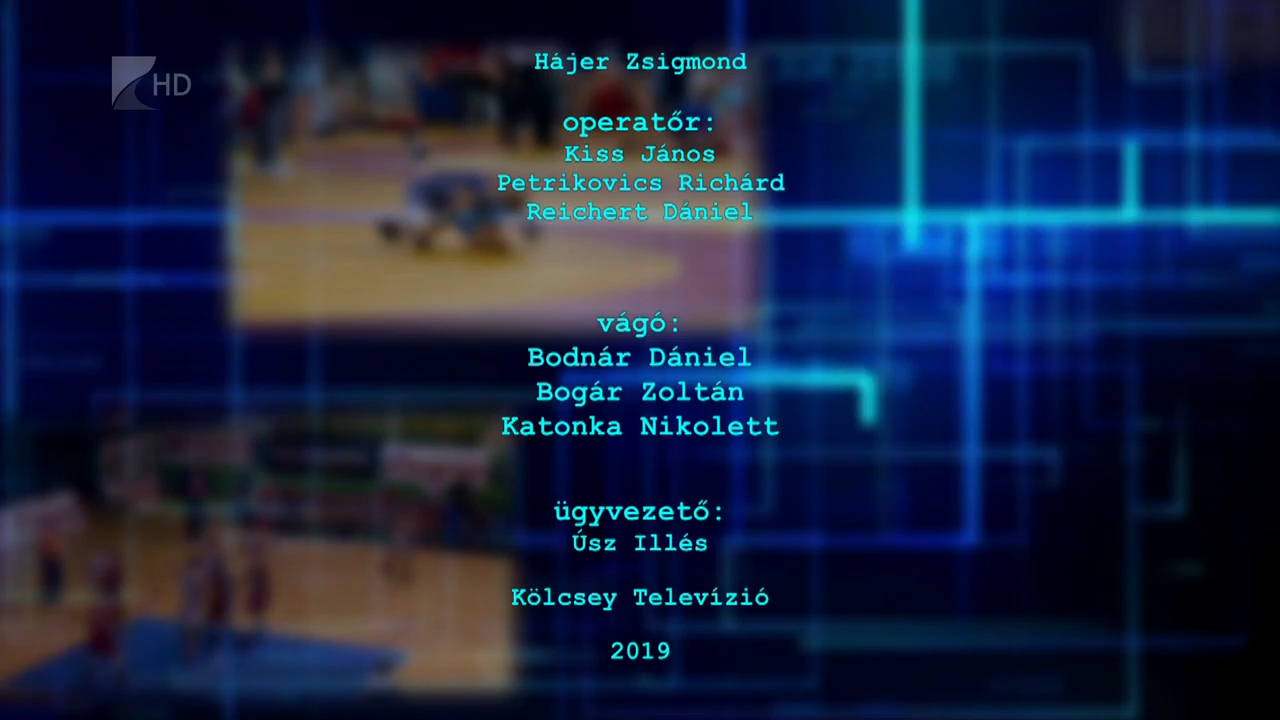 HD
Hájer Zsigmond
operatőr:
Kiss János
Petrikovics Richárd
Reichert Dániel
vágó:
Bodnár Dániel
Bogár Zoltán
Katonka Nikolett
ügyvezető:
Úsz Illés
Kölcsey Televízió
2019